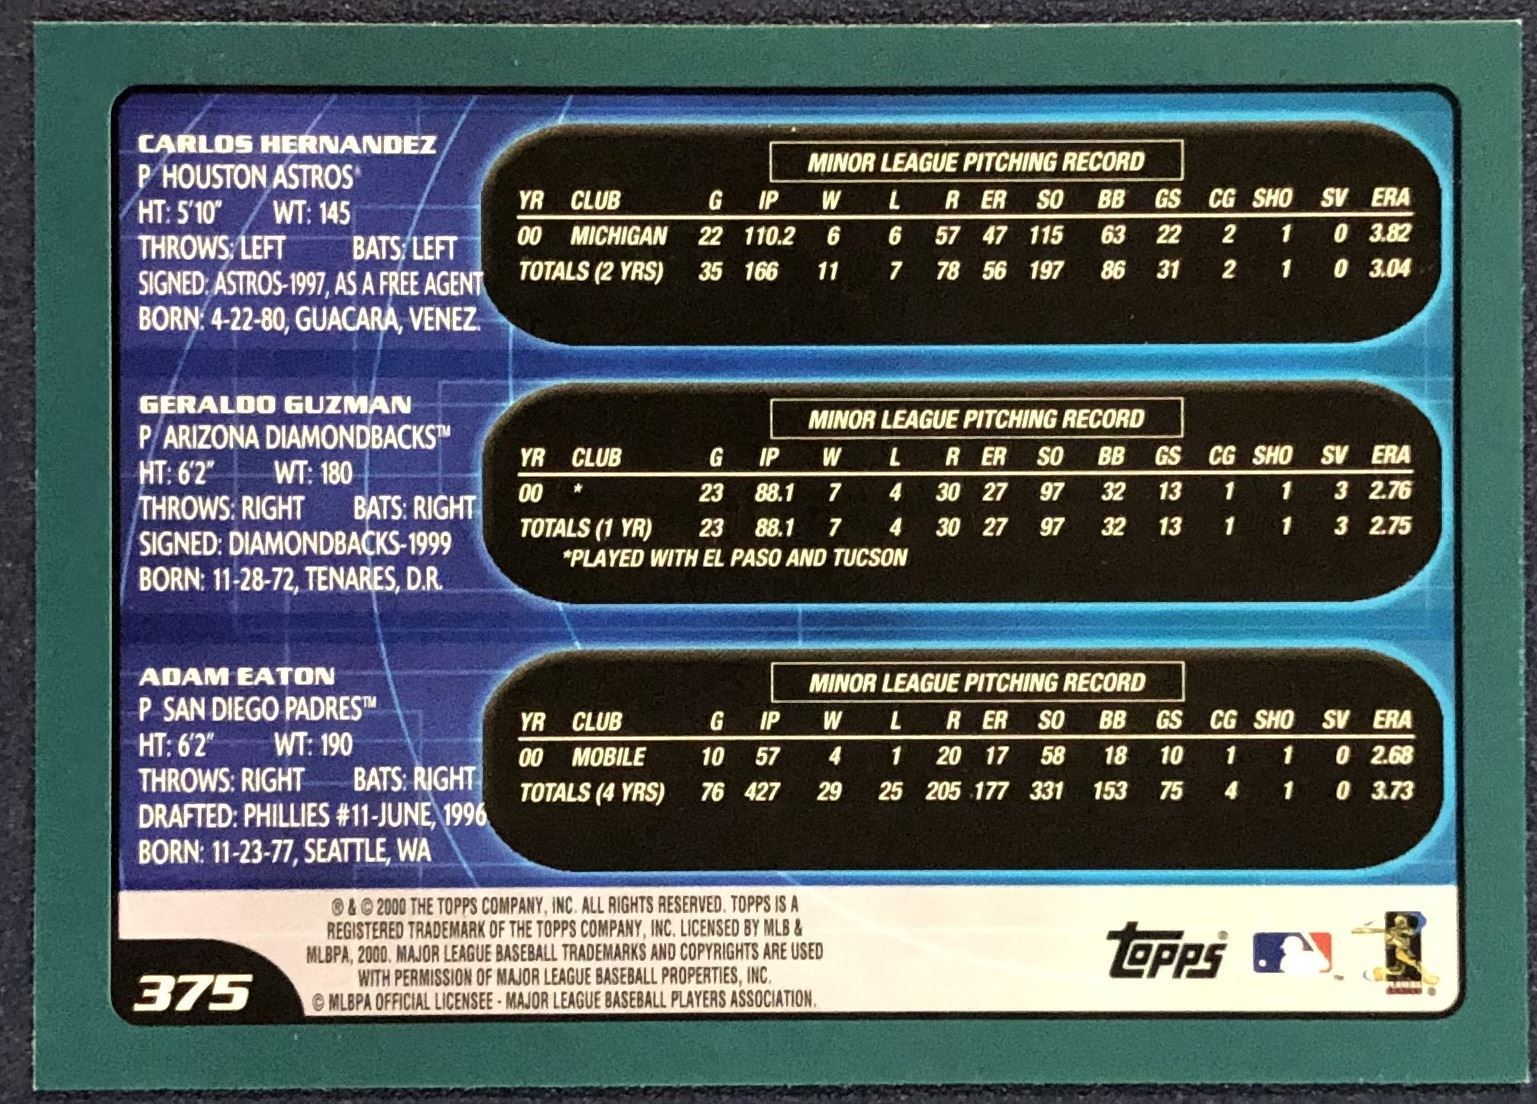 CARLOS HERNANDEZ
P HOUSTON ASTROS®
HT: 5'10" WT: 145
THROWS: LEFT BATS: LEFT
SIGNED: ASTROS-1997, AS A FREE AGENT
BORN: 4-22-80, GUACARA, VENEZ.
MINOR LEAGUE PITCHING RECORD
YR CLUB G IP W L R ER SO BB GS CG SHO SV ERA
00 MICHIGAN 22 110.2 6 6 57 47 115 63 22 2 1 0 3.82
TOTALS (2 YRS) 35 166 11 7 78 56 197 86 31 2 1 0 3.04
GERALDO GUZMAN
P ARIZONA DIAMONDBACKS™
HT: 6'2" WT: 180
THROWS: RIGHT BATS: RIGHT
SIGNED: DIAMONDBACKS-1999
BORN: 11-28-72, TENARES, D.R.
MINOR LEAGUE PITCHING RECORD
YR CLUB G IP W L R ER SO BB GS CG SHO SV ERA
00 * 23 88.1 7 4 30 27 97 32 13 1 1 3 2.76
TOTALS (1 YR) 23 88.1 7 4 30 27 97 32 13 1 1 3 2.75
*PLAYED WITH EL PASO AND TUCSON
ADAM EATON
P SAN DIEGO PADRES™
HT: 6'2" WT: 190
THROWS: RIGHT BATS: RIGHT
DRAFTED: PHILLIES #11-JUNE, 1996
BORN: 11-23-77, SEATTLE, WA
MINOR LEAGUE PITCHING RECORD
YR CLUB G IP W L R ER SO BB GS CG SHO SV ERA
00 MOBILE 10 57 4 1 20 17 58 18 10 1 1 0 2.68
TOTALS (4 YRS) 76 427 29 25 205 177 331 153 75 4 1 0 3.73
® & © 2000 THE TOPPS COMPANY, INC. ALL RIGHTS RESERVED. TOPPS IS A
REGISTERED TRADEMARK OF THE TOPPS COMPANY, INC. LICENSED BY MLB &
MLBPA, 2000. MAJOR LEAGUE BASEBALL TRADEMARKS AND COPYRIGHTS ARE USED
WITH PERMISSION OF MAJOR LEAGUE BASEBALL PROPERTIES, INC.
© MLBPA OFFICIAL LICENSEE - MAJOR LEAGUE BASEBALL PLAYERS ASSOCIATION.
375
Topps®